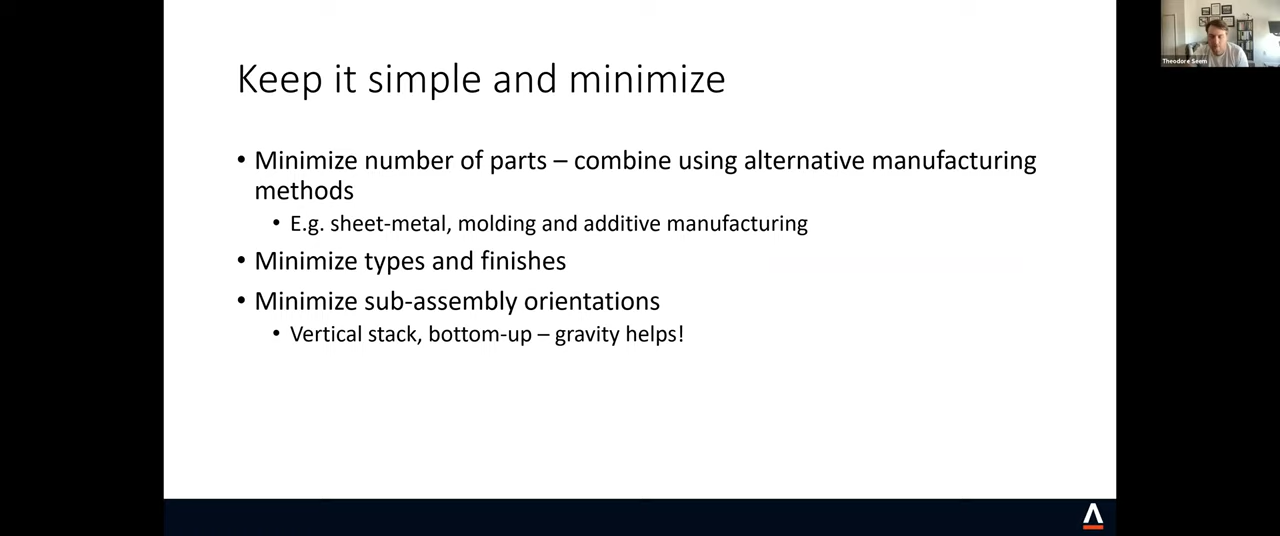 Keep it simple and minimize
• Minimize number of parts – combine using alternative manufacturing
methods
• E.g. sheet-metal, molding and additive manufacturing
• Minimize types and finishes
• Minimize sub-assembly orientations
• Vertical stack, bottom-up – gravity helps!
Theodore Seem